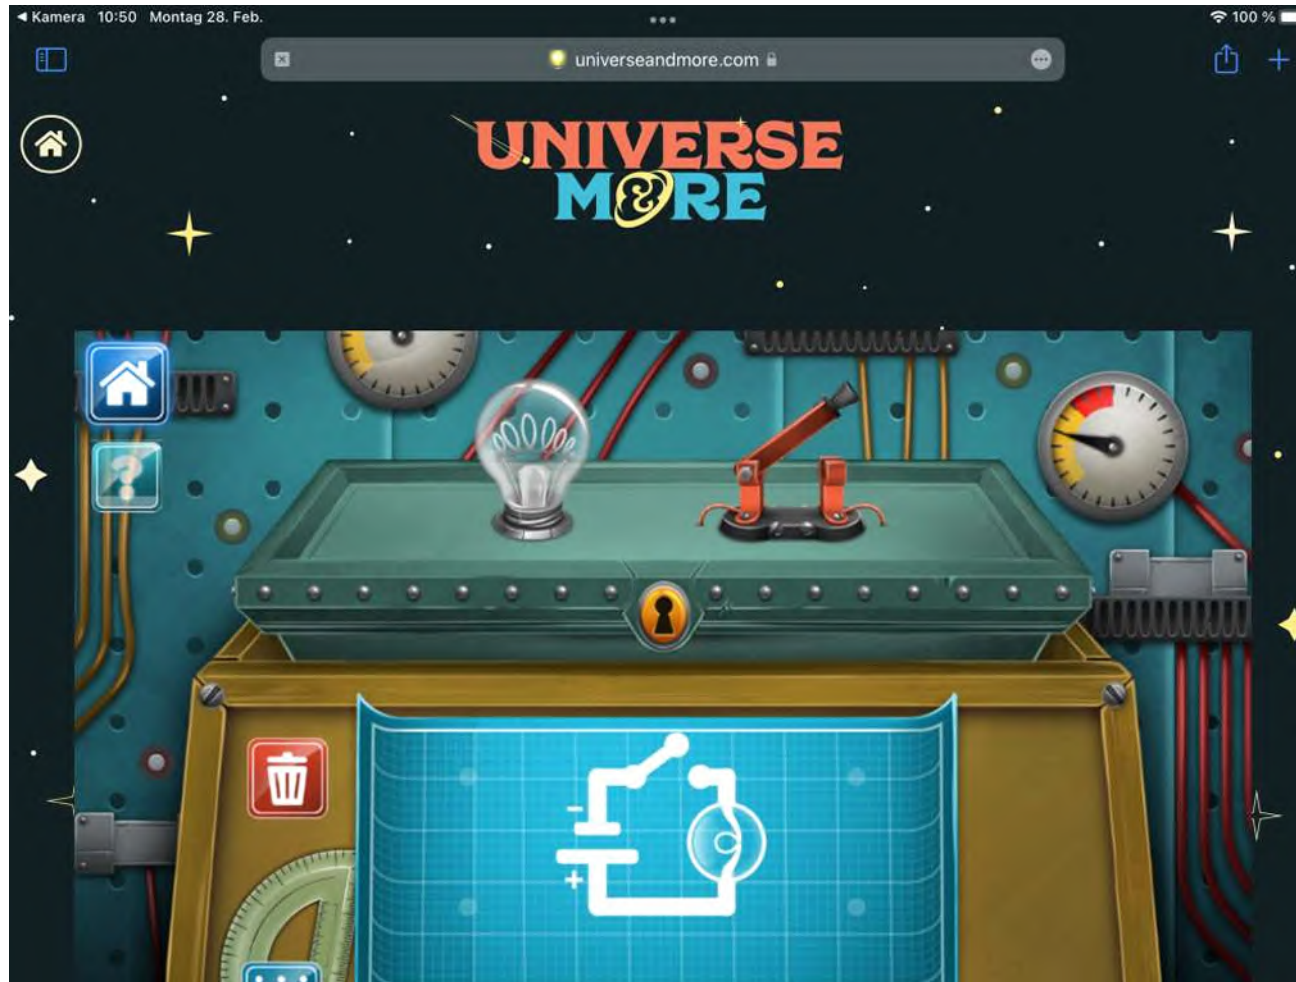 ◀ Kamera 10:50 Montag 28. Feb.
100 %
universeandmore.com
UNIVERSE
M&RE
?
-
+